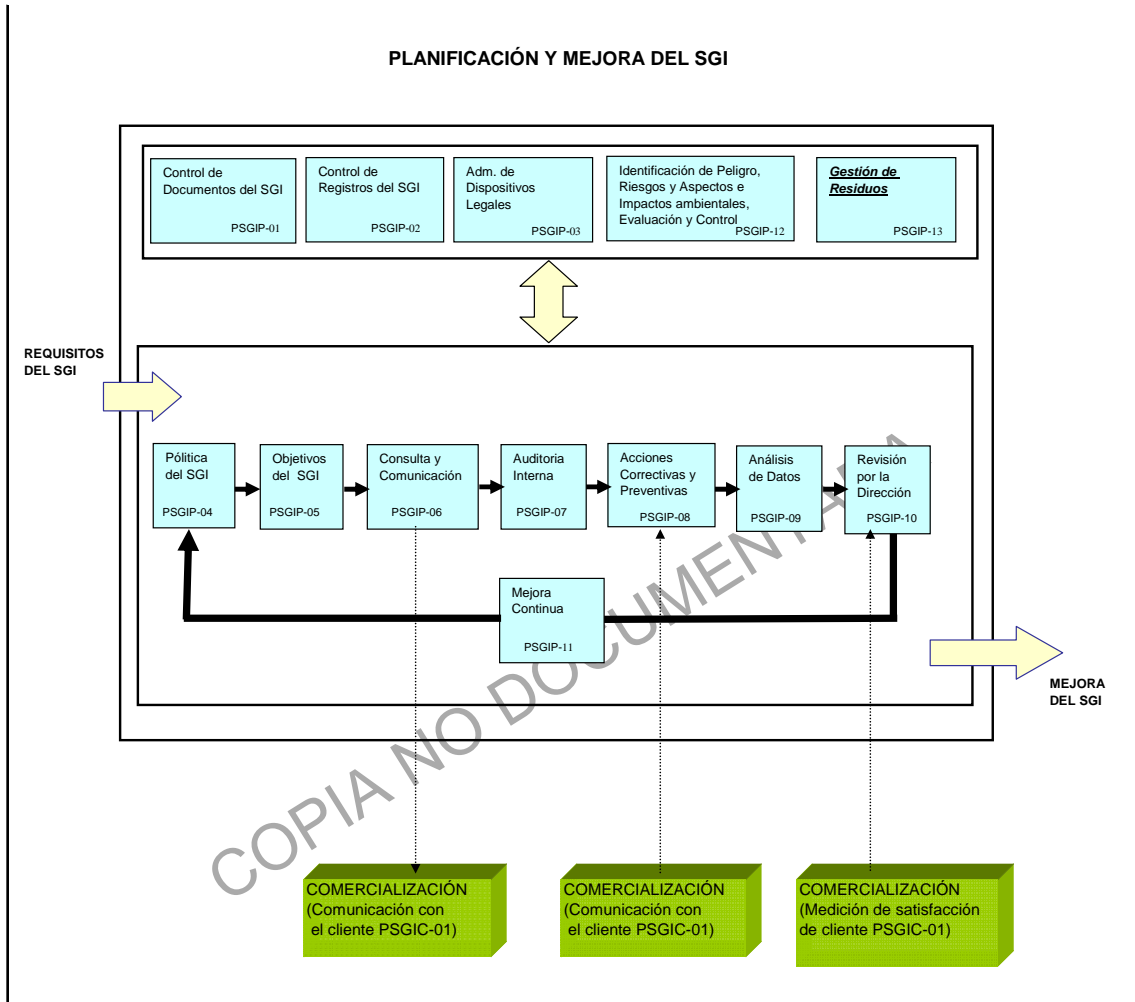 PLANIFICACIÓN Y MEJORA DEL SGI
Control de
Documentos del SGI
PSGIP-01
Control de
Registros del SGI
PSGIP-02
Adm. de
Dispositivos
Legales
PSGIP-03
Identificación de Peligro,
Riesgos y Aspectos e
Impactos ambientales,
Evaluación y Control
PSGIP-12
Gestión de
Residuos
PSGIP-13
REQUISITOS
DEL SGI
Pólitica
del SGI
PSGIP-04
Objetivos
del SGI
PSGIP-05
Consulta y
Comunicación
PSGIP-06
Auditoria
Interna
PSGIP-07
Acciones
Correctivas y
Preventivas
PSGIP-08
Análisis
de Datos
PSGIP-09
Revisión
por la
Dirección
PSGIP-10
Mejora
Continua
PSGIP-11
MEJORA
DEL SGI
COPIA NO DOCUMENTADA
COMERCIALIZACIÓN
(Comunicación con
el cliente PSGIC-01)
COMERCIALIZACIÓN
(Comunicación con
el cliente PSGIC-01)
COMERCIALIZACIÓN
(Medición de satisfacción
de cliente PSGIC-01)